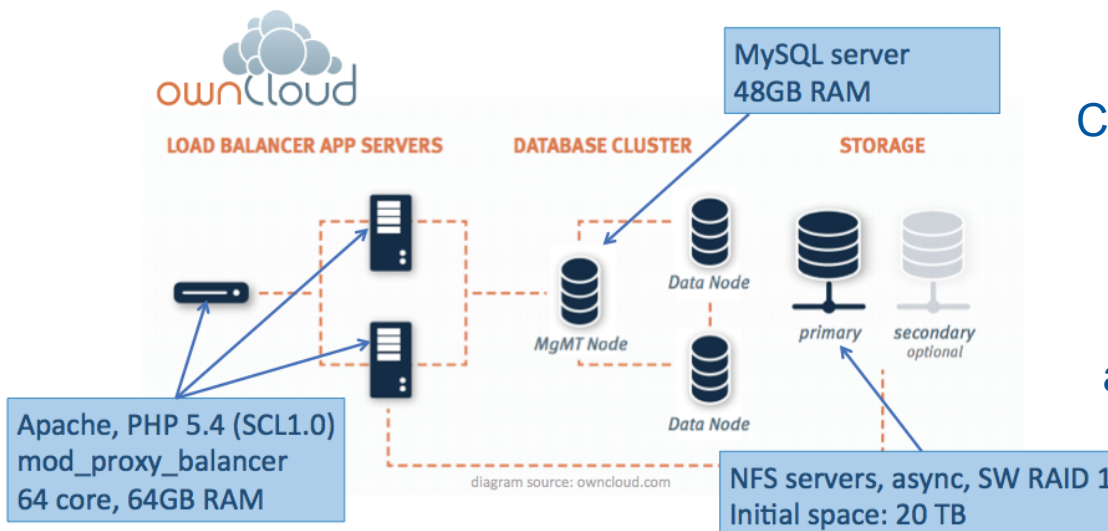 ownCloud
MySQL server
48GB RAM
C
LOAD BALANCER APP SERVERS
DATABASE CLUSTER
STORAGE
Data Node
MgMT Node
primary
secondary
optional
a
Data Node
Apache, PHP 5.4 (SCL1.0)
mod_proxy_balancer
64 core, 64GB RAM
diagram source: owncloud.com
NFS servers, async, SW RAID 1
Initial space: 20 TB